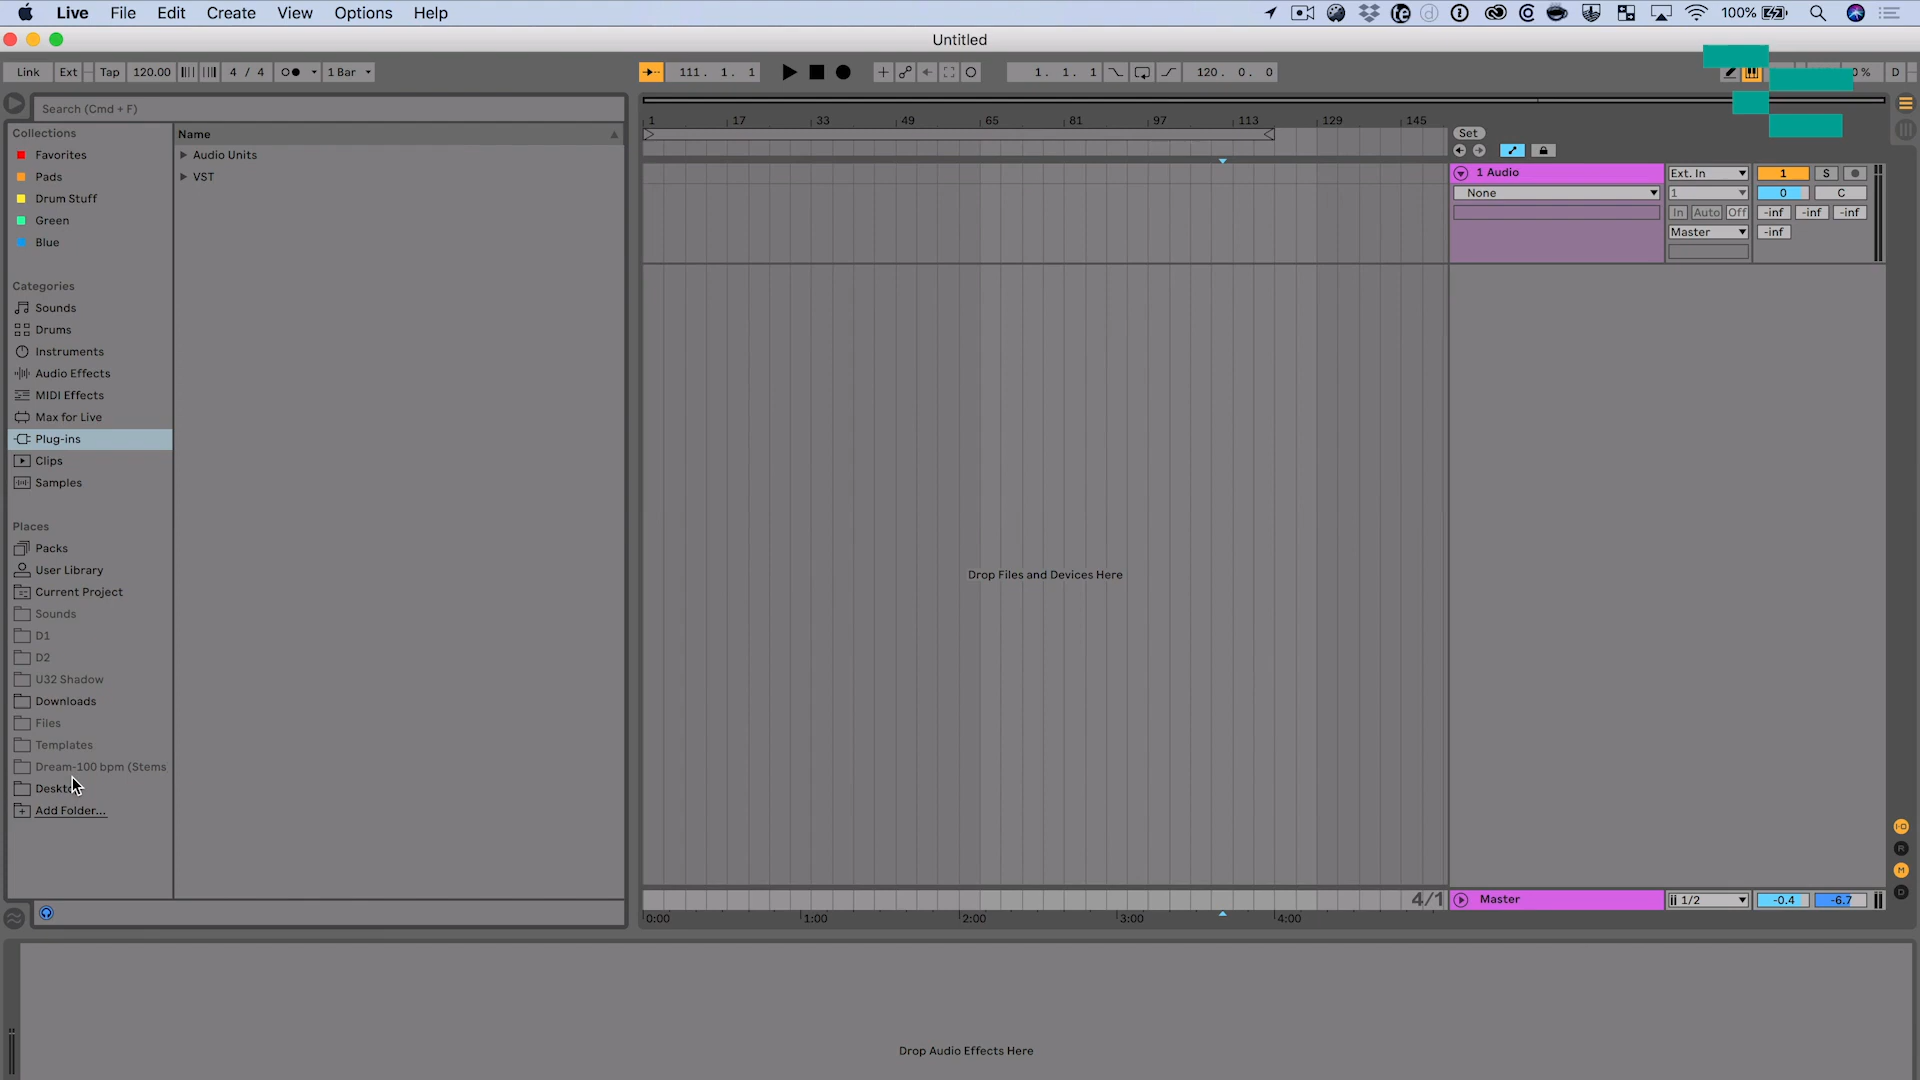 Live File Edit Create View Options Help
100%
Untitled
Link Ext Tap 120.00 4 / 4 1 Bar 111. 1. 1 1. 1. 1 120. 0. 0 0 % D
Search (Cmd + F)
Collections
Favorites
Pads
Drum Stuff
Green
Blue
Categories
Sounds
Drums
Instruments
Audio Effects
MIDI Effects
Max for Live
Plug-ins
Clips
Samples
Places
Packs
User Library
Current Project
Sounds
D1
D2
U32 Shadow
Downloads
Files
Templates
Dream-100 bpm (Stems
Add Folder...
Name
Audio Units
VST
1 17 33 49 65 81 97 113 129 145
Set
1 Audio Ext. In 1 S
None 1 0 C
In Auto Off -inf -inf -inf
Master -inf
Drop Files and Devices Here
I-O
R
M
D
4/1 Master 1/2 -0.4 -6.7
0:00 1:00 2:00 3:00 4:00
Drop Audio Effects Here